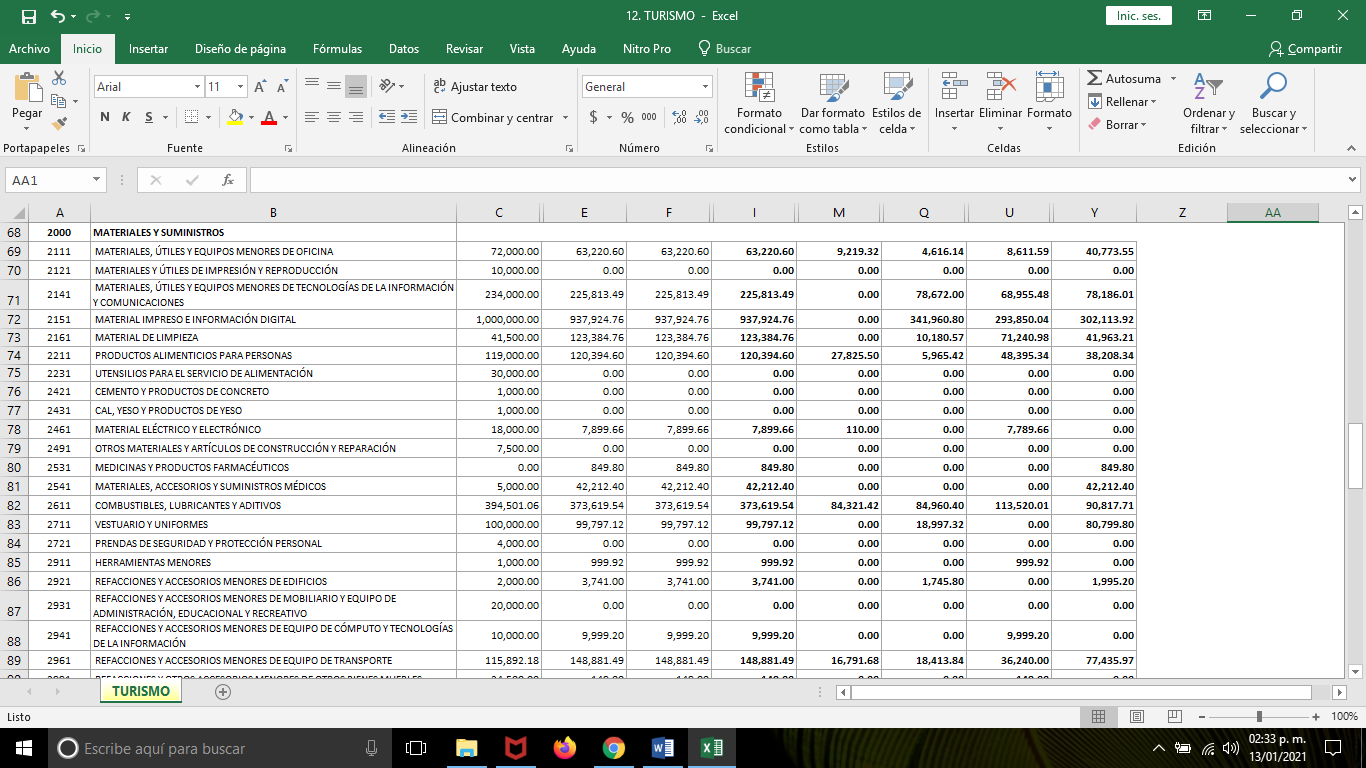 12. TURISMO - Excel
Inic. ses.
Archivo Inicio Insertar Diseño de página Fórmulas Datos Revisar Vista Ayuda Nitro Pro Buscar Compartir
Pegar
Arial 11
Ajustar texto
General
Formato condicional
Dar formato como tabla
Estilos de celda
Insertar Eliminar Formato
Autosuma
Rellenar
Borrar
Ordenar y filtrar
Buscar y seleccionar
N K S
Combinar y centrar
$ % 000
Portapapeles Fuente Alineación Número Estilos Celdas Edición
AA1 fx
A B C E F I M Q U Y Z AA
68 2000 MATERIALES Y SUMINISTROS
69 2111 MATERIALES, ÚTILES Y EQUIPOS MENORES DE OFICINA 72,000.00 63,220.60 63,220.60 63,220.60 9,219.32 4,616.14 8,611.59 40,773.55
70 2121 MATERIALES Y ÚTILES DE IMPRESIÓN Y REPRODUCCIÓN 10,000.00 0.00 0.00 0.00 0.00 0.00 0.00 0.00
71 2141 MATERIALES, ÚTILES Y EQUIPOS MENORES DE TECNOLOGÍAS DE LA INFORMACIÓN
Y COMUNICACIONES 234,000.00 225,813.49 225,813.49 225,813.49 0.00 78,672.00 68,955.48 78,186.01
72 2151 MATERIAL IMPRESO E INFORMACIÓN DIGITAL 1,000,000.00 937,924.76 937,924.76 937,924.76 0.00 341,960.80 293,850.04 302,113.92
73 2161 MATERIAL DE LIMPIEZA 41,500.00 123,384.76 123,384.76 123,384.76 0.00 10,180.57 71,240.98 41,963.21
74 2211 PRODUCTOS ALIMENTICIOS PARA PERSONAS 119,000.00 120,394.60 120,394.60 120,394.60 27,825.50 5,965.42 48,395.34 38,208.34
75 2231 UTENSILIOS PARA EL SERVICIO DE ALIMENTACIÓN 30,000.00 0.00 0.00 0.00 0.00 0.00 0.00 0.00
76 2421 CEMENTO Y PRODUCTOS DE CONCRETO 1,000.00 0.00 0.00 0.00 0.00 0.00 0.00 0.00
77 2431 CAL, YESO Y PRODUCTOS DE YESO 1,000.00 0.00 0.00 0.00 0.00 0.00 0.00 0.00
78 2461 MATERIAL ELÉCTRICO Y ELECTRÓNICO 18,000.00 7,899.66 7,899.66 7,899.66 110.00 0.00 7,789.66 0.00
79 2491 OTROS MATERIALES Y ARTÍCULOS DE CONSTRUCCIÓN Y REPARACIÓN 7,500.00 0.00 0.00 0.00 0.00 0.00 0.00 0.00
80 2531 MEDICINAS Y PRODUCTOS FARMACÉUTICOS 0.00 849.80 849.80 849.80 0.00 0.00 0.00 849.80
81 2541 MATERIALES, ACCESORIOS Y SUMINISTROS MÉDICOS 5,000.00 42,212.40 42,212.40 42,212.40 0.00 0.00 0.00 42,212.40
82 2611 COMBUSTIBLES, LUBRICANTES Y ADITIVOS 394,501.06 373,619.54 373,619.54 373,619.54 84,321.42 84,960.40 113,520.01 90,817.71
83 2711 VESTUARIO Y UNIFORMES 100,000.00 99,797.12 99,797.12 99,797.12 0.00 18,997.32 0.00 80,799.80
84 2721 PRENDAS DE SEGURIDAD Y PROTECCIÓN PERSONAL 4,000.00 0.00 0.00 0.00 0.00 0.00 0.00 0.00
85 2911 HERRAMIENTAS MENORES 1,000.00 999.92 999.92 999.92 0.00 0.00 999.92 0.00
86 2921 REFACCIONES Y ACCESORIOS MENORES DE EDIFICIOS 2,000.00 3,741.00 3,741.00 3,741.00 0.00 1,745.80 0.00 1,995.20
87 2931 REFACCIONES Y ACCESORIOS MENORES DE MOBILIARIO Y EQUIPO DE
ADMINISTRACIÓN, EDUCACIONAL Y RECREATIVO 20,000.00 0.00 0.00 0.00 0.00 0.00 0.00 0.00
88 2941 REFACCIONES Y ACCESORIOS MENORES DE EQUIPO DE CÓMPUTO Y TECNOLOGÍAS
DE LA INFORMACIÓN 10,000.00 9,999.20 9,999.20 9,999.20 0.00 0.00 9,999.20 0.00
89 2961 REFACCIONES Y ACCESORIOS MENORES DE EQUIPO DE TRANSPORTE 115,892.18 148,881.49 148,881.49 148,881.49 16,791.68 18,413.84 36,240.00 77,435.97
TURISMO
Listo 100%
Escribe aquí para buscar
02:33 p. m.
13/01/2021